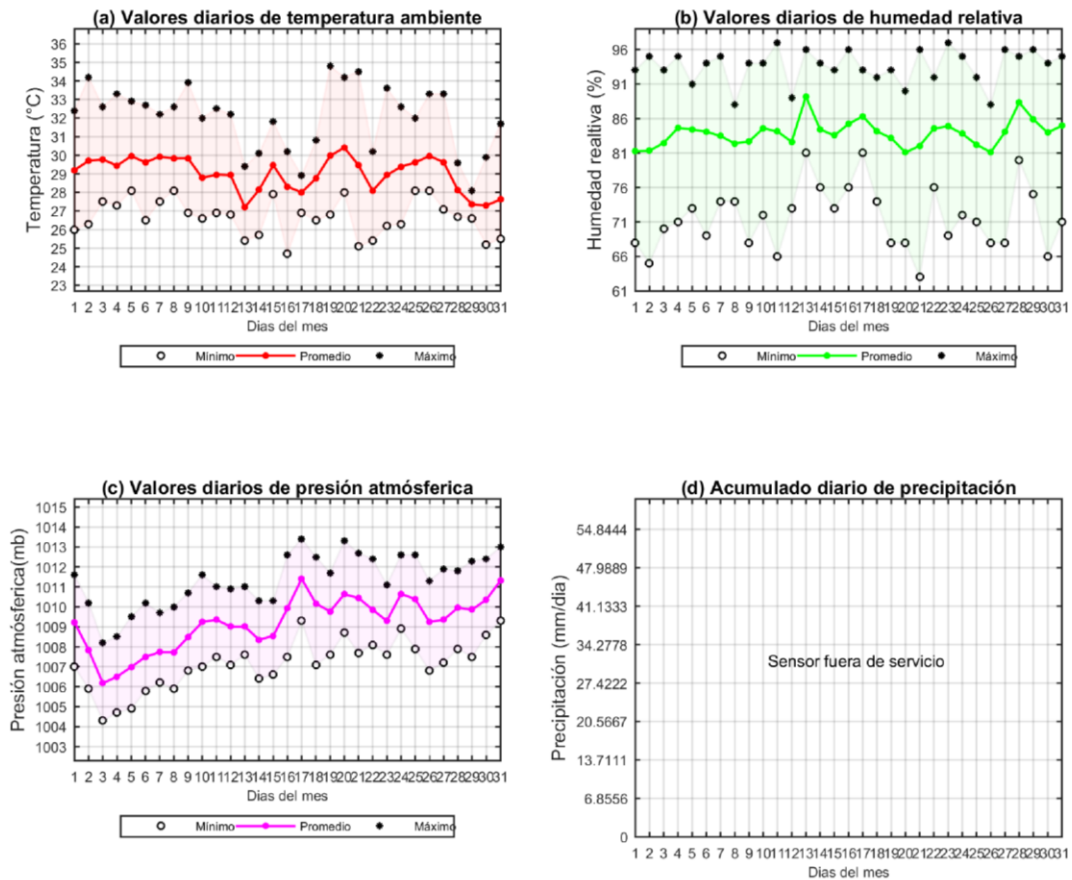 (a) Valores diarios de temperatura ambiente
36
35
34
33
32
31
30
29
28
27
26
25
24
23
Temperatura (°C)
1 2 3 4 5 6 7 8 9 10 11 12 13 14 15 16 17 18 19 20 21 22 23 24 25 26 27 28 29 30 31
Dias del mes
Minimo Promedio Máximo
(b) Valores diarios de humedad relativa
96
91
86
81
76
71
66
61
Humedad realtiva (%)
1 2 3 4 5 6 7 8 9 10 11 12 13 14 15 16 17 18 19 20 21 22 23 24 25 26 27 28 29 30 31
Dias del mes
Minimo Promedio Máximo
(c) Valores diarios de presión atmósferica
1015
1014
1013
1012
1011
1010
1009
1008
1007
1006
1005
1004
1003
Presión atmósferica(mb)
1 2 3 4 5 6 7 8 9 10 11 12 13 14 15 16 17 18 19 20 21 22 23 24 25 26 27 28 29 30 31
Dias del mes
Minimo Promedio Máximo
(d) Acumulado diario de precipitación
54.8444
47.9889
41.1333
34.2778
27.4222
20.5667
13.7111
6.8556
0
Precipitación (mm/dia)
Sensor fuera de servicio
1 2 3 4 5 6 7 8 9 10 11 12 13 14 15 16 17 18 19 20 21 22 23 24 25 26 27 28 29 30 31
Dias del mes